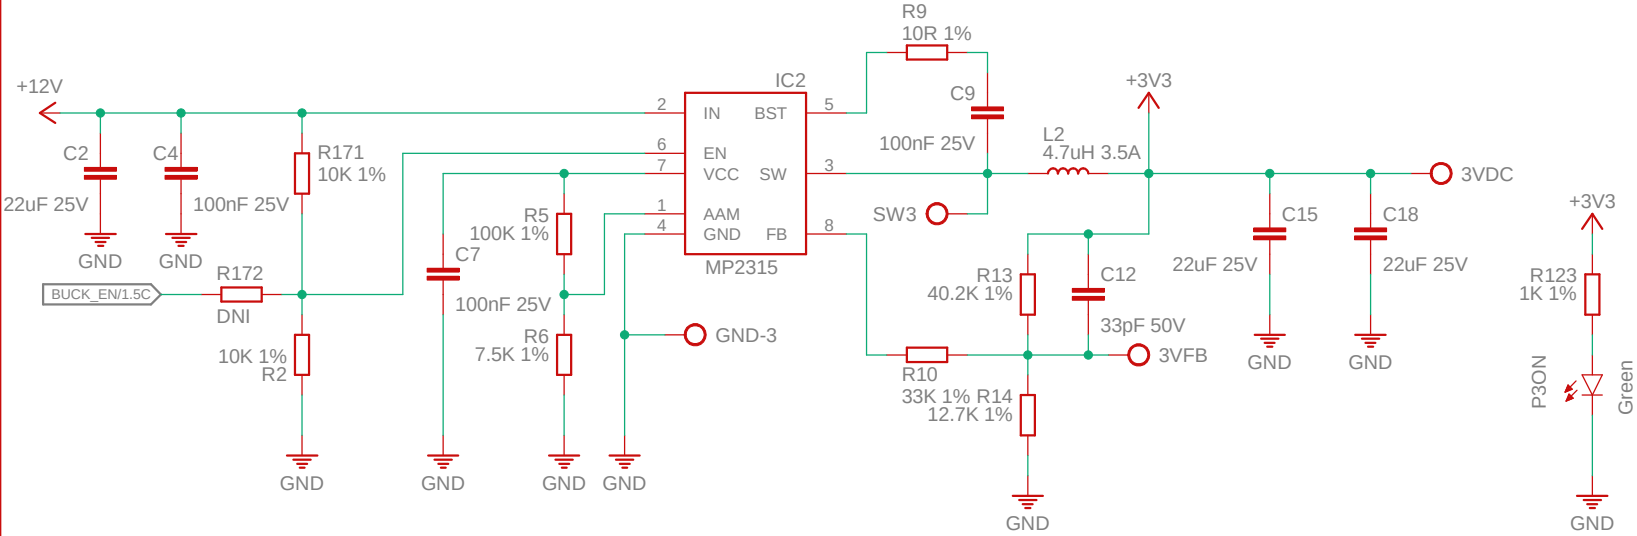 R9
10R 1%
+12V
IC2
+3V3
2
IN
BST
5
C9
100nF 25V
L2
4.7uH 3.5A
C2
22uF 25V
C4
100nF 25V
R171
10K 1%
6
EN
7
VCC
SW
3
3VDC
SW3
1
AAM
4
GND
FB
8
MP2315
R5
100K 1%
C7
100nF 25V
C15
22uF 25V
C18
22uF 25V
+3V3
GND
GND
R172
DNI
BUCK_EN/1.5C
R13
40.2K 1%
C12
33pF 50V
R123
1K 1%
10K 1%
R2
R6
7.5K 1%
GND-3
3VFB
GND
GND
R10
33K 1%
R14
12.7K 1%
P3ON
Green
GND
GND
GND
GND
GND
GND